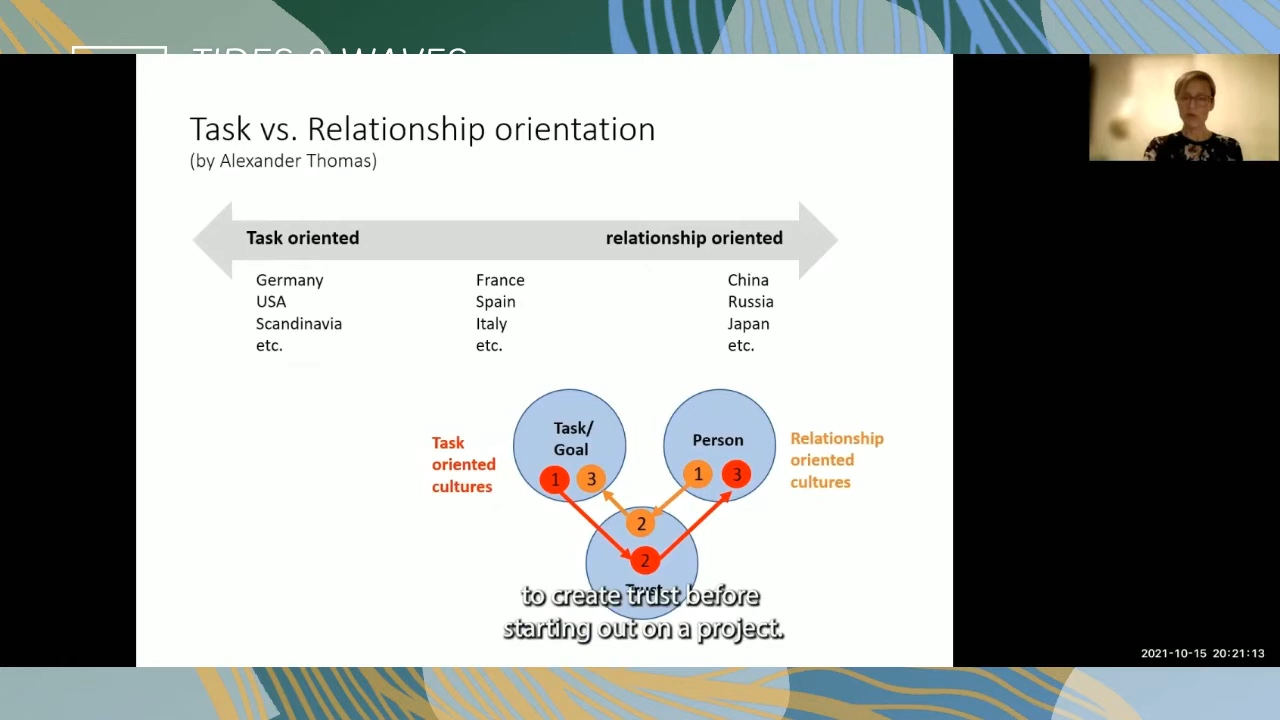 TIDES & WAVES
Task vs. Relationship orientation
(by Alexander Thomas)
Task oriented
relationship oriented
Germany
USA
Scandinavia
etc.
France
Spain
Italy
etc.
China
Russia
Japan
etc.
Task
oriented
cultures
Task/
Goal
1
3
Person
1
3
Relationship
oriented
cultures
2
2
Trust
to create trust before
starting out on a project.
2021-10-15 20:21:13